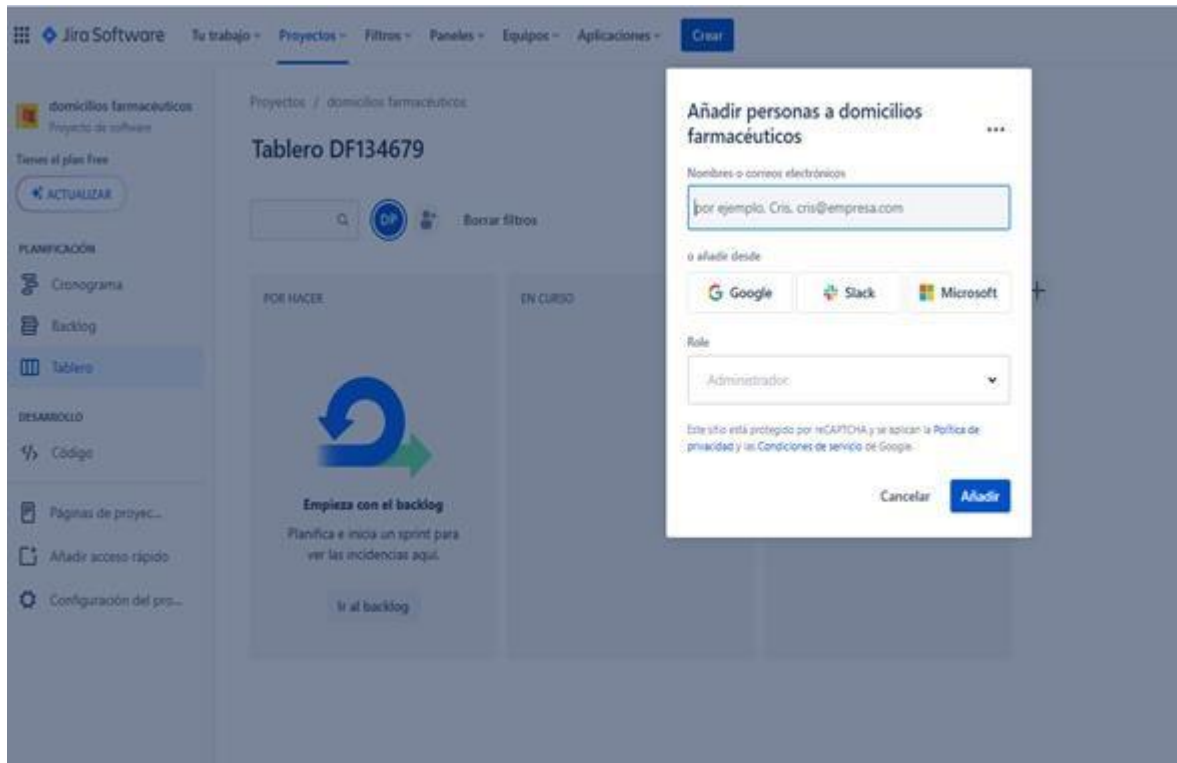 Jira Software Tu trabajo Proyectos Filtros Paneles Equipos Aplicaciones Crear
domicilios farmacéuticos
Proyecto de software
Tienes el plan Free
ACTUALIZAR
PLANIFICACIÓN
Cronograma
Backlog
Tablero
DESARROLLO
Código
Páginas de proyec...
Añadir acceso rápido
Configuración del pro...
Proyectos / domicilios farmacéuticos
Tablero DF134679
DP Borrar filtros
POR HACER
EN CURSO
Empieza con el backlog
Planifica e inicia un sprint para
ver las incidencias aquí.
Ir al backlog
Añadir personas a domicilios
farmacéuticos
Nombres o correos electrónicos
por ejemplo. Cris, cris@empresa.com
o añadir desde
Google Slack Microsoft
Role
Administrador
Este sitio está protegido por reCAPTCHA y se aplican la Política de
privacidad y las Condiciones de servicio de Google.
Cancelar Añadir